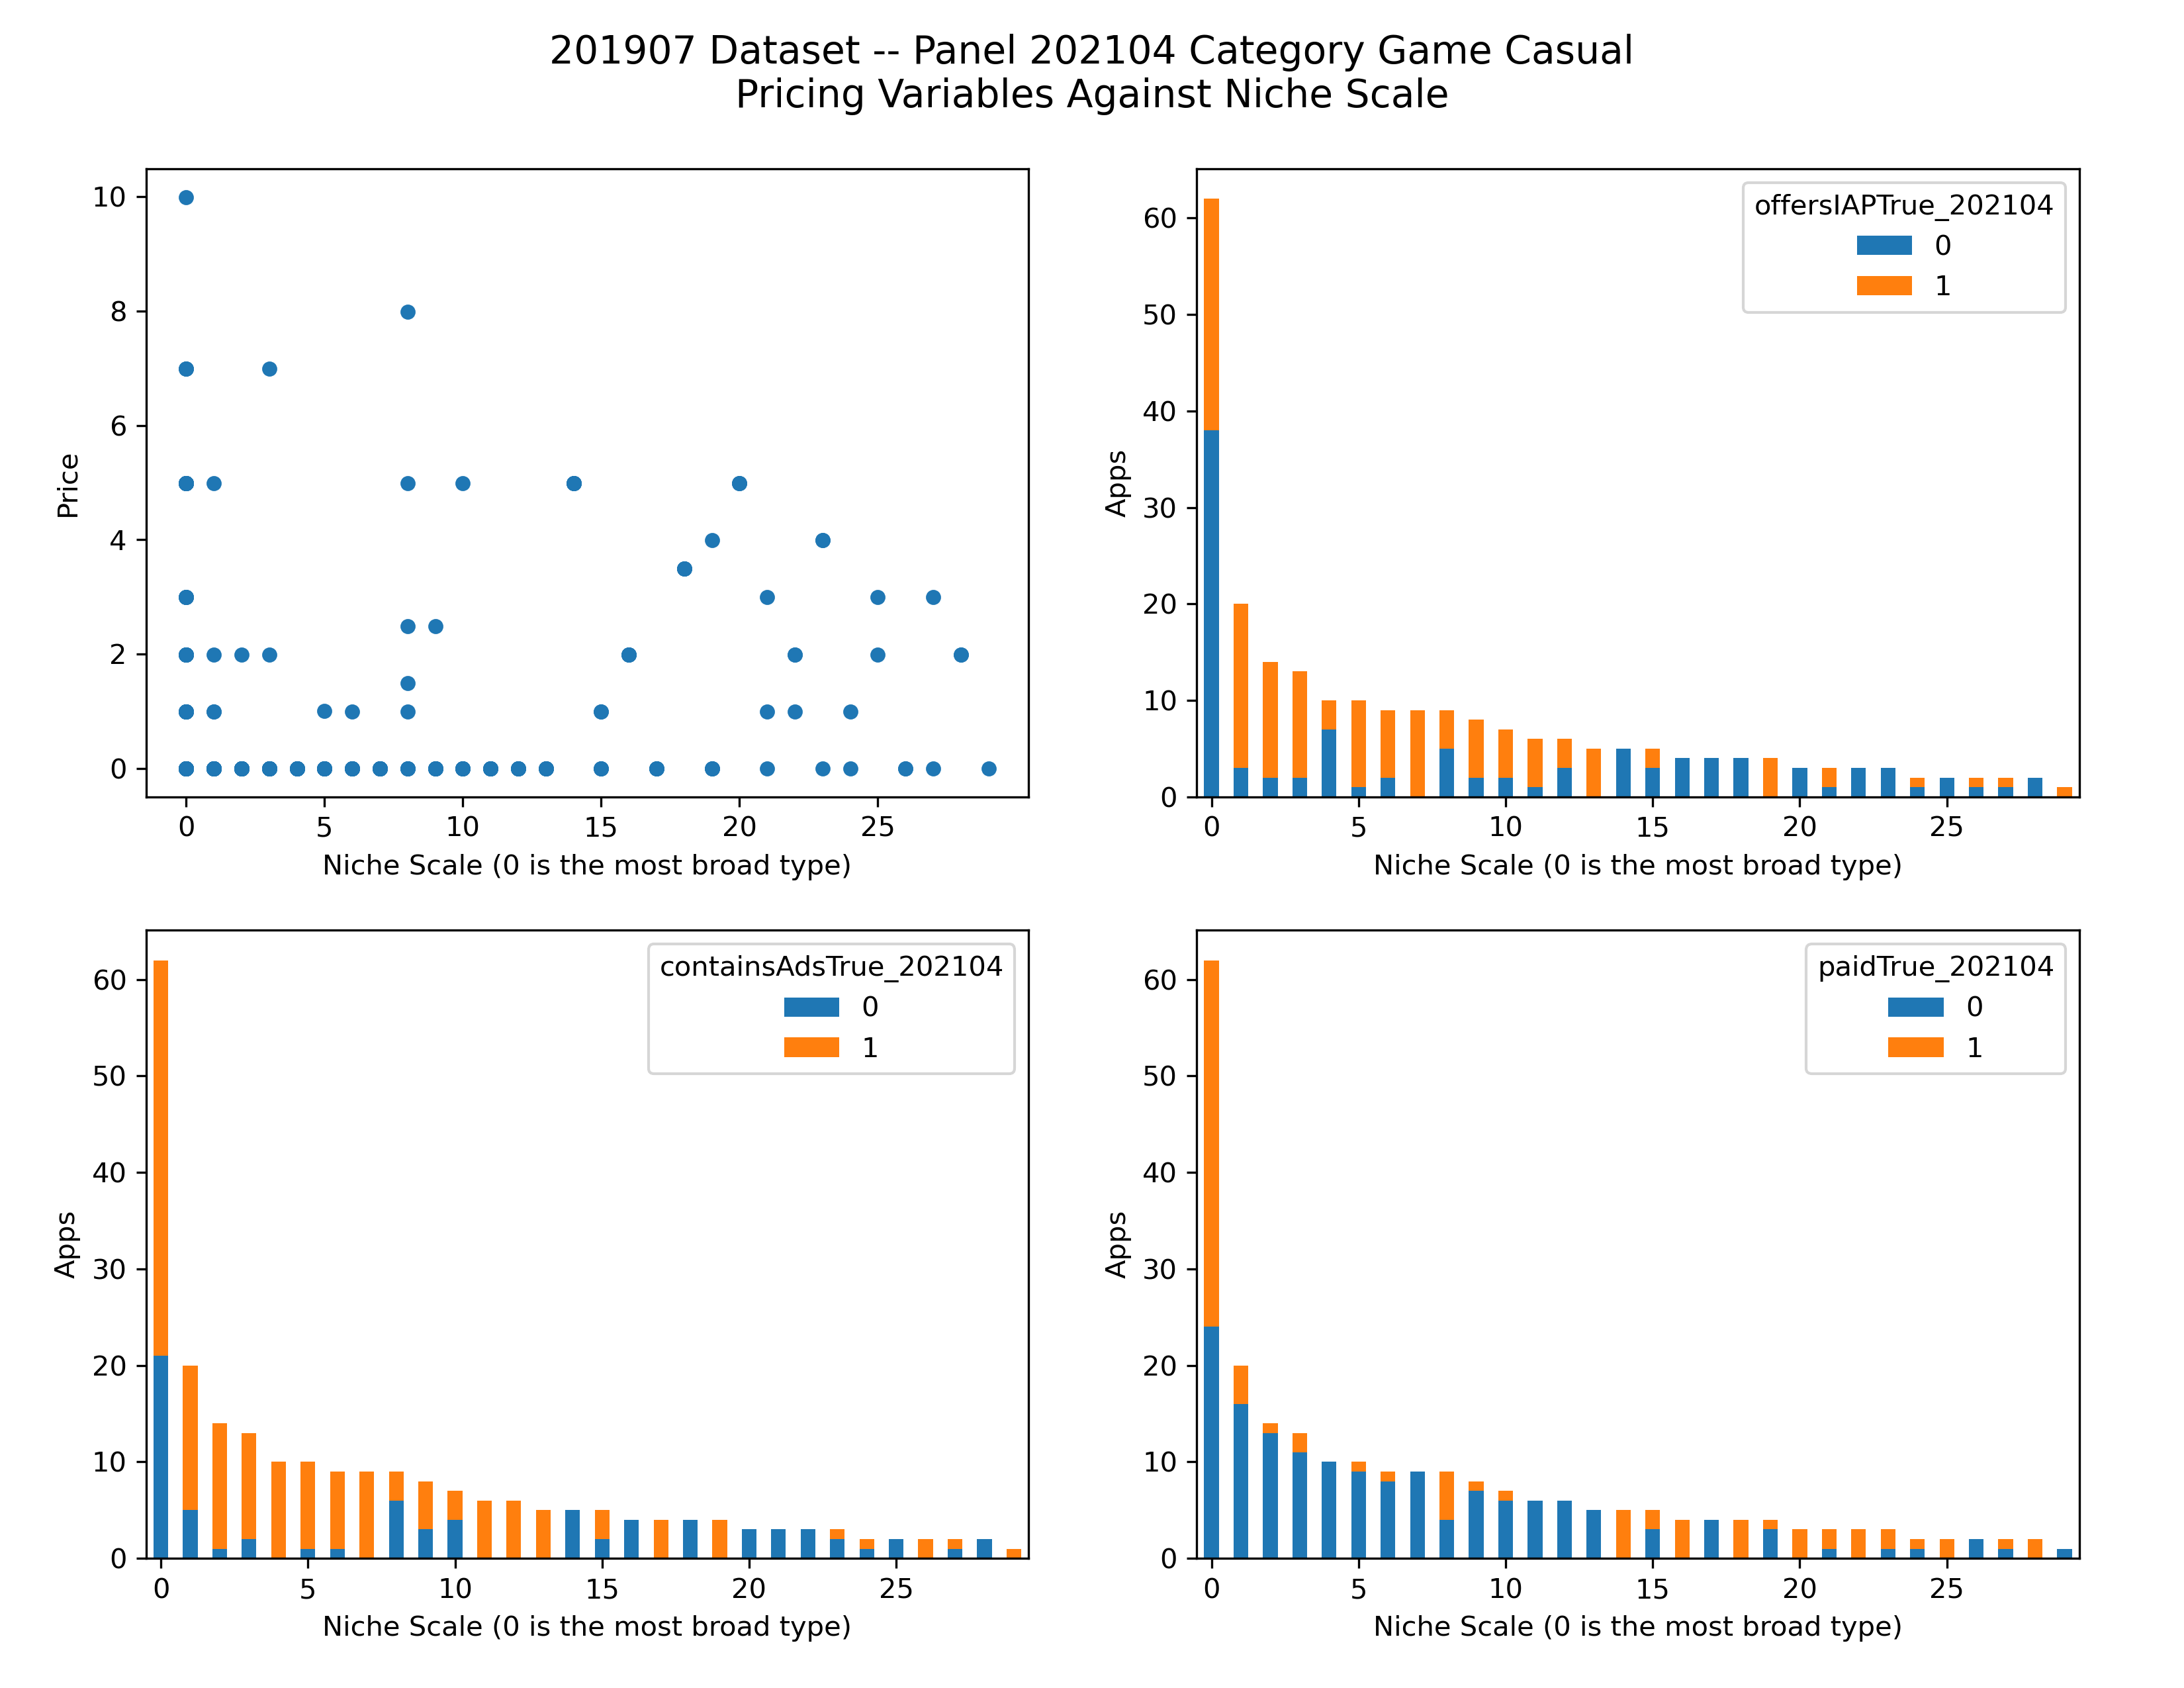 201907 Dataset -- Panel 202104 Category Game Casual
Pricing Variables Against Niche Scale
10
8
6
4
2
0
Price
0 5 10 15 20 25
Niche Scale (0 is the most broad type)
offersIAPTrue_202104
0
1
60
50
40
30
20
10
0
Apps
0 5 10 15 20 25
Niche Scale (0 is the most broad type)
containsAdsTrue_202104
0
1
60
50
40
30
20
10
0
Apps
0 5 10 15 20 25
Niche Scale (0 is the most broad type)
paidTrue_202104
0
1
60
50
40
30
20
10
0
Apps
0 5 10 15 20 25
Niche Scale (0 is the most broad type)